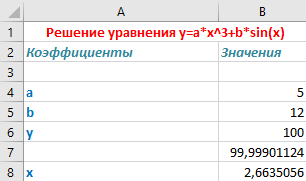 A B
1 Решение уравнения y=a*x^3+b*sin(x)
2 Коэффициенты Значения
3
4 a 5
5 b 12
6 y 100
7 99,99901124
8 x 2,6635056